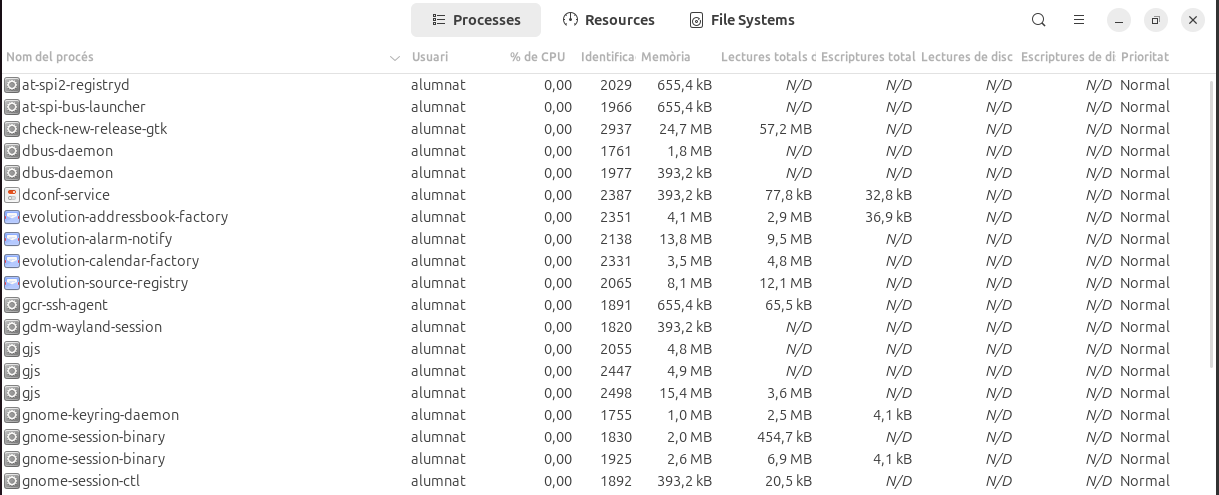 Processes Resources File Systems
Nom del procés Usuari % de CPU Identifica Memòria Lectures totals c Escriptures total Lectures de disc Escriptures de di Prioritat
at-spi2-registryd alumnat 0,00 2029 655,4 kB N/D N/D N/D N/D Normal
at-spi-bus-launcher alumnat 0,00 1966 655,4 kB N/D N/D N/D N/D Normal
check-new-release-gtk alumnat 0,00 2937 24,7 MB 57,2 MB N/D N/D N/D Normal
dbus-daemon alumnat 0,00 1761 1,8 MB N/D N/D N/D N/D Normal
dbus-daemon alumnat 0,00 1977 393,2 kB N/D N/D N/D N/D Normal
dconf-service alumnat 0,00 2387 393,2 kB 77,8 kB 32,8 kB N/D N/D Normal
evolution-addressbook-factory alumnat 0,00 2351 4,1 MB 2,9 MB 36,9 kB N/D N/D Normal
evolution-alarm-notify alumnat 0,00 2138 13,8 MB 9,5 MB N/D N/D N/D Normal
evolution-calendar-factory alumnat 0,00 2331 3,5 MB 4,8 MB N/D N/D N/D Normal
evolution-source-registry alumnat 0,00 2065 8,1 MB 12,1 MB N/D N/D N/D Normal
gcr-ssh-agent alumnat 0,00 1891 655,4 kB 65,5 kB N/D N/D N/D Normal
gdm-wayland-session alumnat 0,00 1820 393,2 kB N/D N/D N/D N/D Normal
gjs alumnat 0,00 2055 4,8 MB N/D N/D N/D N/D Normal
gjs alumnat 0,00 2447 4,9 MB N/D N/D N/D N/D Normal
gjs alumnat 0,00 2498 15,4 MB 3,6 MB N/D N/D N/D Normal
gnome-keyring-daemon alumnat 0,00 1755 1,0 MB 2,5 MB 4,1 kB N/D N/D Normal
gnome-session-binary alumnat 0,00 1830 2,0 MB 454,7 kB N/D N/D N/D Normal
gnome-session-binary alumnat 0,00 1925 2,6 MB 6,9 MB 4,1 kB N/D N/D Normal
gnome-session-ctl alumnat 0,00 1892 393,2 kB 20,5 kB N/D N/D N/D Normal